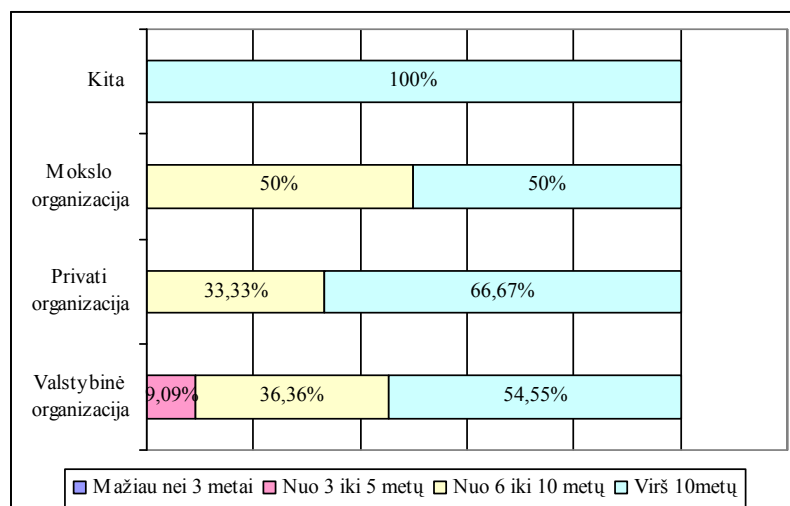 Kita
100%
Mokslo
organizacija
50%
50%
Privati
organizacija
33,33%
66,67%
Valstybinė
organizacija
9,09%
36,36%
54,55%
Mažiau nei 3 metai
Nuo 3 iki 5 metų
Nuo 6 iki 10 metų
Virš 10metų